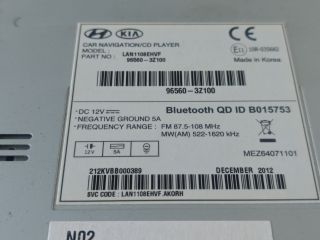 HYUNDAI KIA
CAR NAVIGATION/CD PLAYER
MODEL : LAN1108EHVF
PART NO : 96560-3Z100
Made in Korea
96560-3Z100
Bluetooth QD ID B015753
*DC 12V
*NEGATIVE GROUND 5A
*FREQUENCY RANGE : FM 87.5-108 MHz
MW(AM) 522-1620 kHz
12V 5A
MEZ64071101
212KVBB000389 DECEMBER 2012
SVC CODE : LAN1108EHVF.AKORH
N02